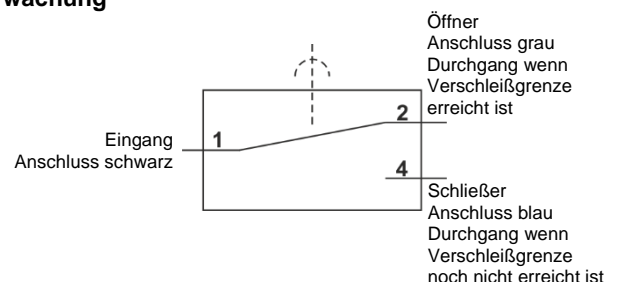 wachung
Öffner
Anschluss grau
Durchgang wenn
Verschleißgrenze
erreicht ist
2
Eingang
Anschluss schwarz
1
4
Schließer
Anschluss blau
Durchgang wenn
Verschleißgrenze
noch nicht erreicht ist